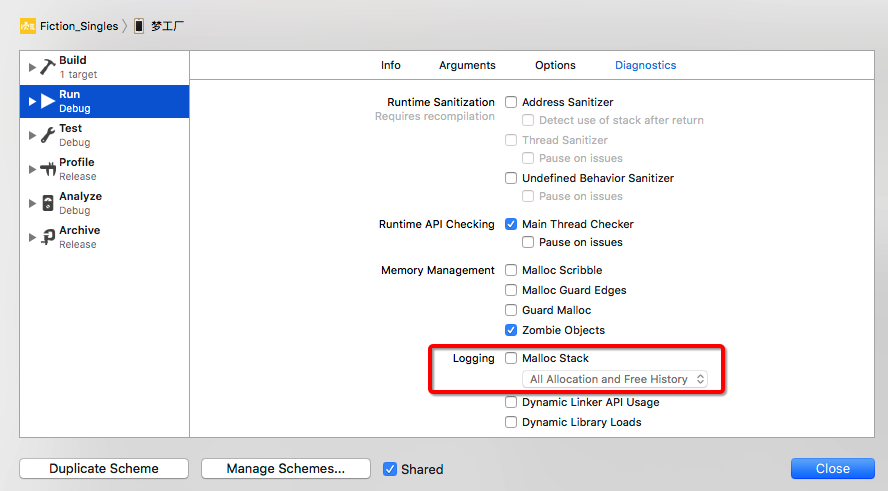 Fiction_Singles 梦工厂
Build
1 target
Run
Debug
Test
Debug
Profile
Release
Analyze
Debug
Archive
Release
Info Arguments Options Diagnostics
Runtime Sanitization Address Sanitizer
Requires recompilation Detect use of stack after return
Thread Sanitizer
Pause on issues
Undefined Behavior Sanitizer
Pause on issues
Runtime API Checking Main Thread Checker
Pause on issues
Memory Management Malloc Scribble
Malloc Guard Edges
Guard Malloc
Zombie Objects
Logging Malloc Stack
All Allocation and Free History
Dynamic Linker API Usage
Dynamic Library Loads
Duplicate Scheme Manage Schemes... Shared Close